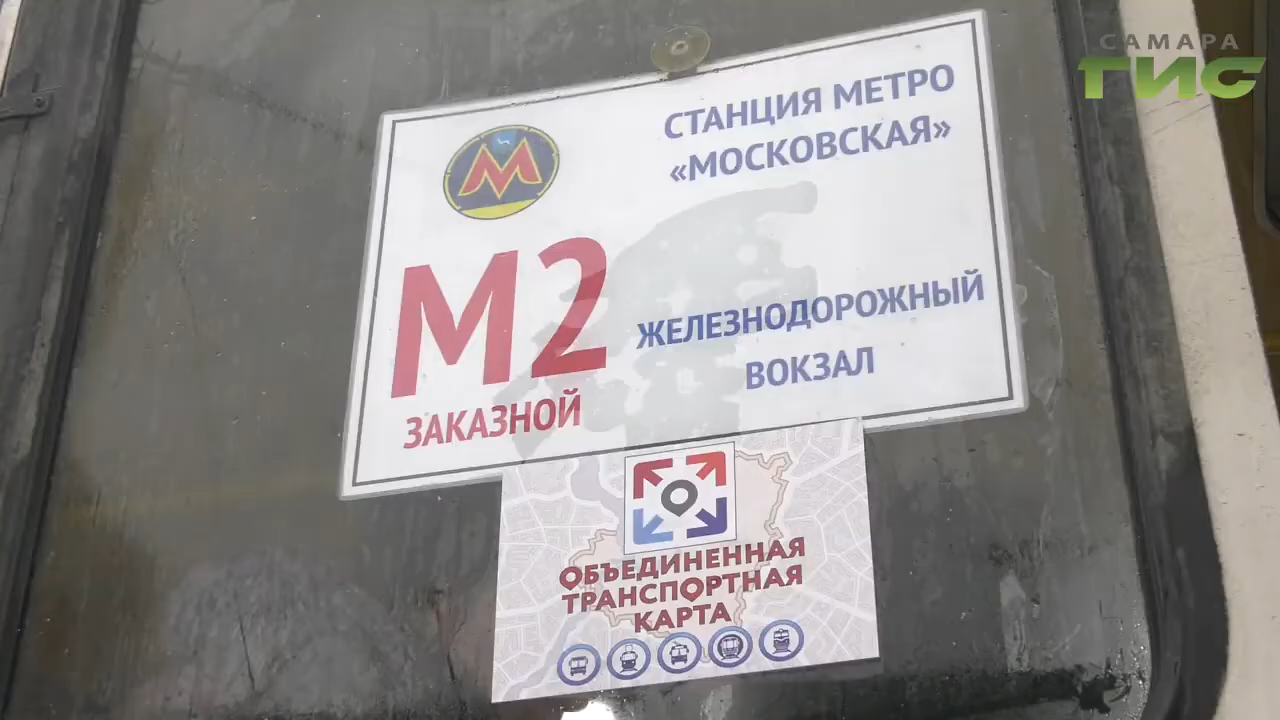 САМАРА
ГИС
М
СТАНЦИЯ МЕТРО
«МОСКОВСКАЯ»
М2
ЗАКАЗНОЙ
ЖЕЛЕЗНОДОРОЖНЫЙ
ВОКЗАЛ
ОБЪЕДИНЕННАЯ
ТРАНСПОРТНАЯ
КАРТА